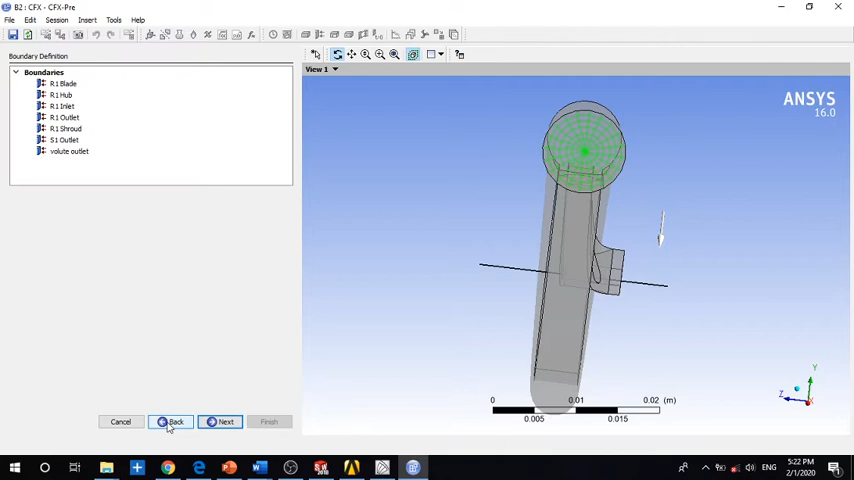 B2 : CFX - CFX-Pre
File Edit Session Insert Tools Help
Boundary Definition
View 1
Boundaries
R1 Blade
R1 Hub
R1 Inlet
R1 Outlet
R1 Shroud
S1 Outlet
volute outlet
ANSYS
16.0
Y
Z
X
0 0.01 0.02 (m)
0.005 0.015
Cancel Back Next Finish
ENG
5:22 PM
2/1/2020